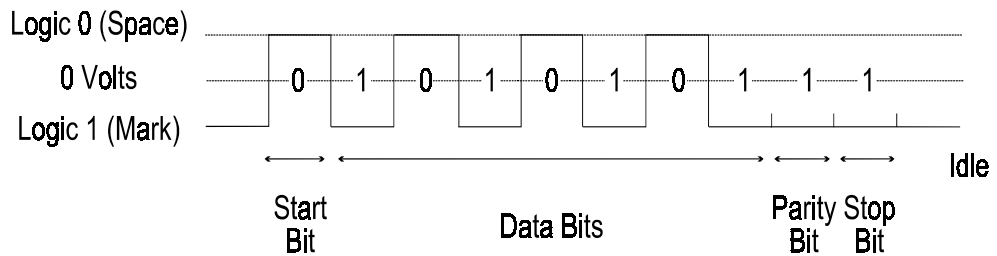 Logic 0 (Space)
0 Volts
0 1 0 1 0 1 0 1 1 1
Logic 1 (Mark)
Idle
Start
Bit
Data Bits
Parity
Bit
Stop
Bit